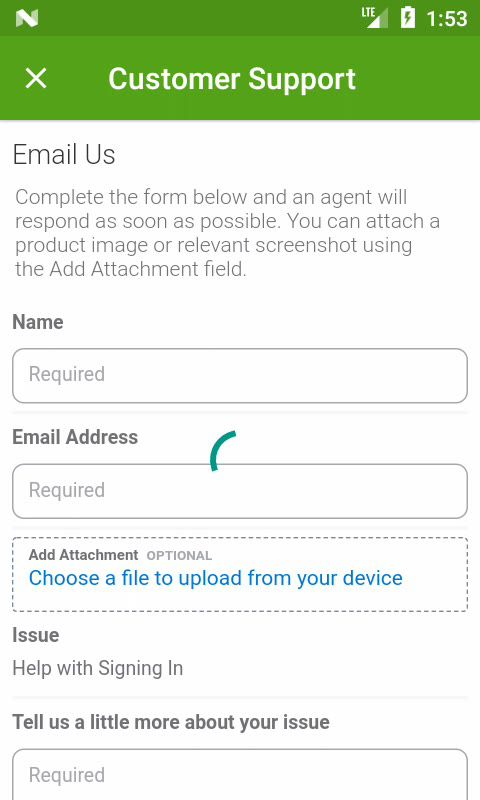 LTE 1:53
Customer Support
Email Us
Complete the form below and an agent will
respond as soon as possible. You can attach a
product image or relevant screenshot using
the Add Attachment field.
Name
Required
Email Address
Required
Add Attachment OPTIONAL
Choose a file to upload from your device
Issue
Help with Signing In
Tell us a little more about your issue
Required